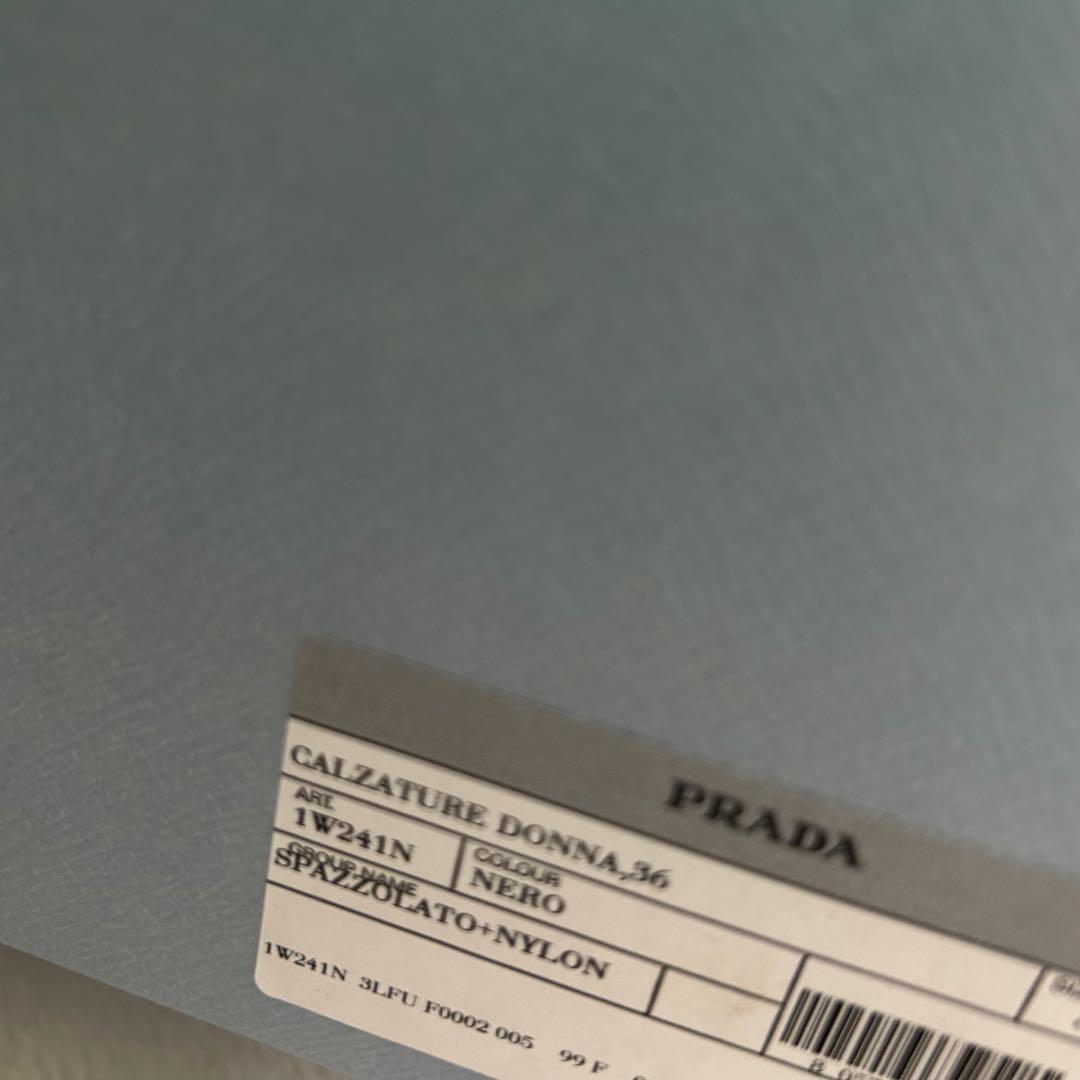 PRADA
CALZATURE DONNA,36
ART.
1W241N
COLOUR
NERO
GROUP NAME
SPAZZOLATO+NYLON
1W241N 3LFU F0002 005 99 F